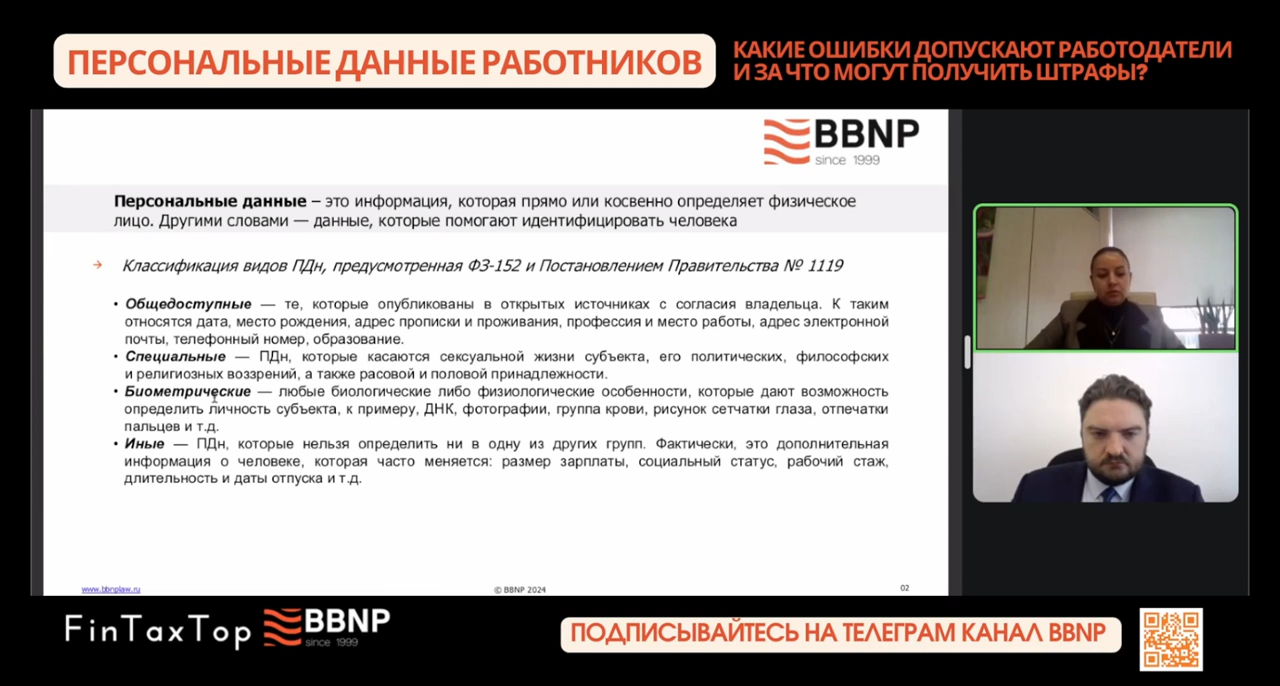 ПЕРСОНАЛЬНЫЕ ДАННЫЕ РАБОТНИКОВ
КАКИЕ ОШИБКИ ДОПУСКАЮТ РАБОТОДАТЕЛИ
И ЗА ЧТО МОГУТ ПОЛУЧИТЬ ШТРАФЫ?
BBNP
since 1999
Персональные данные – это информация, которая прямо или косвенно определяет физическое
лицо. Другими словами — данные, которые помогают идентифицировать человека
→ Классификация видов ПДн, предусмотренная ФЗ-152 и Постановлением Правительства № 1119
• Общедоступные — те, которые опубликованы в открытых источниках с согласия владельца. К таким
относятся дата, место рождения, адрес прописки и проживания, профессия и место работы, адрес электронной
почты, телефонный номер, образование.
• Специальные — ПДн, которые касаются сексуальной жизни субъекта, его политических, философских
и религиозных воззрений, а также расовой и половой принадлежности.
• Биометрические — любые биологические либо физиологические особенности, которые дают возможность
определить личность субъекта, к примеру, ДНК, фотографии, группа крови, рисунок сетчатки глаза, отпечатки
пальцев и т.д.
• Иные — ПДн, которые нельзя определить ни в одну из других групп. Фактически, это дополнительная
информация о человеке, которая часто меняется: размер зарплаты, социальный статус, рабочий стаж,
длительность и даты отпуска и т.д.
www.bbnplaw.ru
© BBNP 2024
02
FinTaxTop
BBNP
since 1999
ПОДПИСЫВАЙТЕСЬ НА ТЕЛЕГРАМ КАНАЛ BBNP